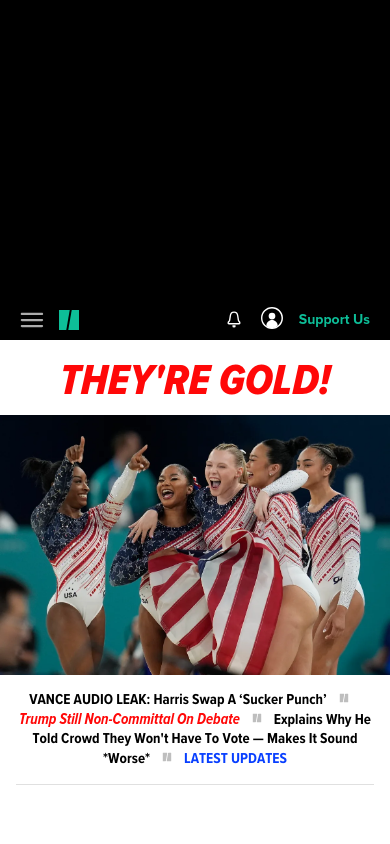 Support Us
THEY'RE GOLD!
USA
VANCE AUDIO LEAK: Harris Swap A ‘Sucker Punch’
Trump Still Non-Committal On Debate Explains Why He
Told Crowd They Won't Have To Vote — Makes It Sound
*Worse* LATEST UPDATES